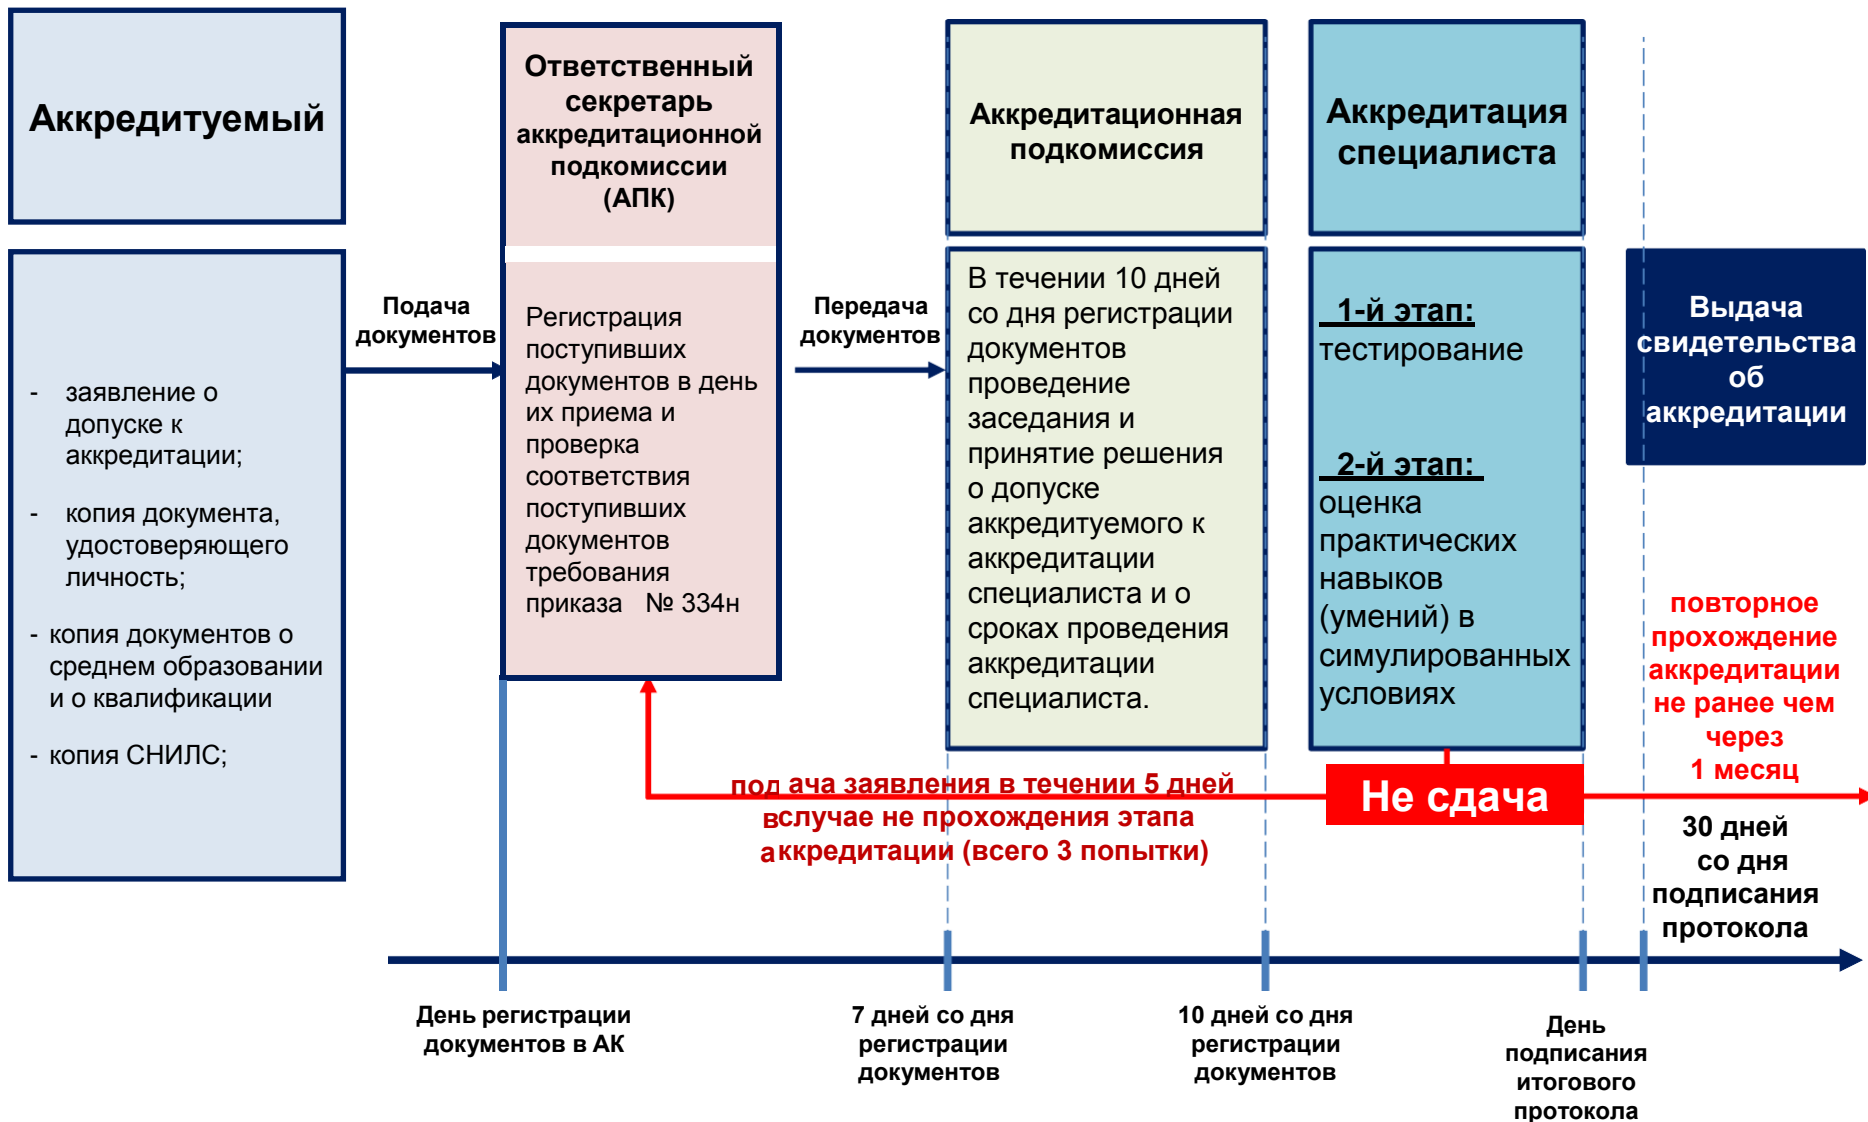 Аккредитуемый
- заявление о
допуске к
аккредитации;
- копия документа,
удостоверяющего
личность;
- копия документов о
среднем образовании
и о квалификации
- копия СНИЛС;
Подача
документов
Ответственный
секретарь
аккредитационной
подкомиссии
(АПК)
Регистрация
поступивших
документов в день
их приема и
проверка
соответствия
поступивших
документов
требования
приказа № 334н
Передача
документов
Аккредитационная
подкомиссия
В течении 10 дней
со дня регистрации
документов
проведение
заседания и
принятие решения
о допуске
аккредитуемого к
аккредитации
специалиста и о
сроках проведения
аккредитации
специалиста.
Аккредитация
специалиста
1-й этап:
тестирование
2-й этап:
оценка
практических
навыков
(умений) в
симулированных
условиях
Выдача
свидетельства
об
аккредитации
повторное
прохождение
аккредитации
не ранее чем
через
1 месяц
Не сдача
под ача заявления в течении 5 дней
вслучае не прохождения этапа
аккредитации (всего 3 попытки)
30 дней
со дня
подписания
протокола
День регистрации
документов в АК
7 дней со дня
регистрации
документов
10 дней со дня
регистрации
документов
День
подписания
итогового
протокола